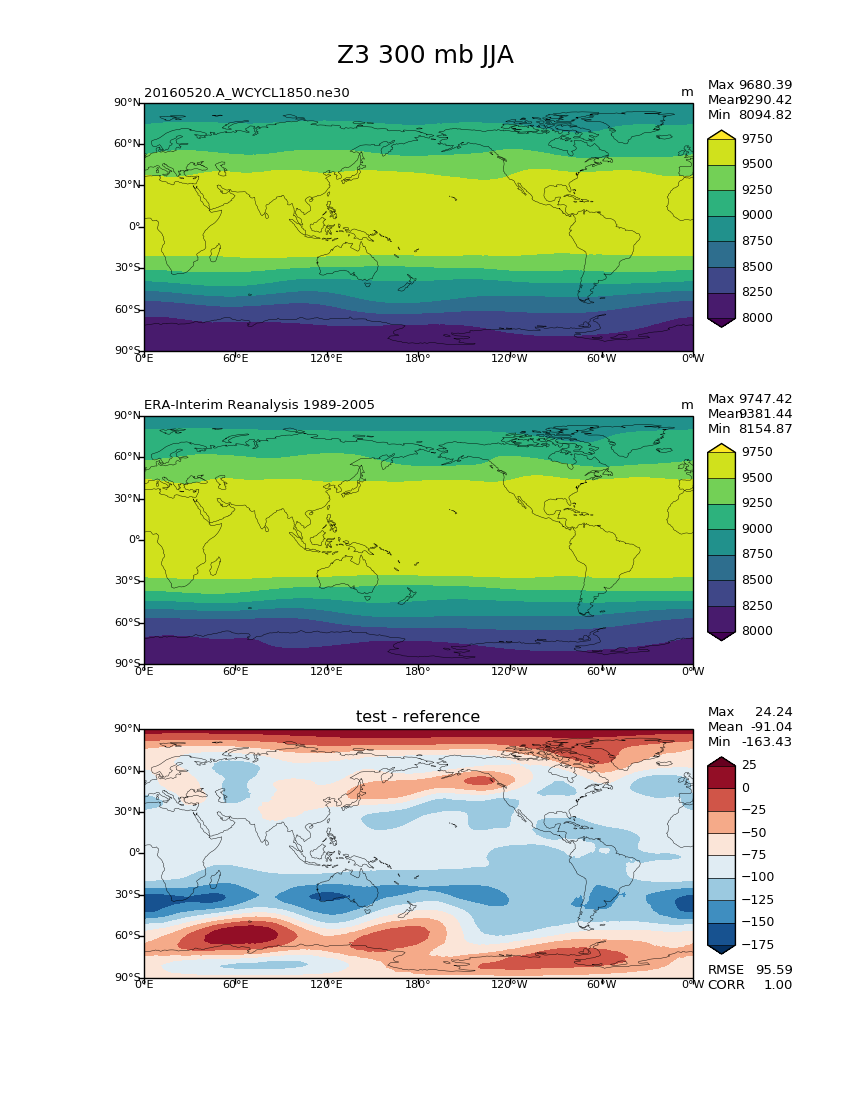 Z3 300 mb JJA
20160520.A_WCYCL1850.ne30 m
Max 9680.39
Mean 9290.42
Min 8094.82
90°N
60°N
30°N
0°
30°S
60°S
90°S
0°E 60°E 120°E 180° 120°W 60°W 0°W
9750
9500
9250
9000
8750
8500
8250
8000
ERA-Interim Reanalysis 1989-2005 m
Max 9747.42
Mean 9381.44
Min 8154.87
90°N
60°N
30°N
0°
30°S
60°S
90°S
0°E 60°E 120°E 180° 120°W 60°W 0°W
9750
9500
9250
9000
8750
8500
8250
8000
test - reference
Max 24.24
Mean -91.04
Min -163.43
90°N
60°N
30°N
0°
30°S
60°S
90°S
0°E 60°E 120°E 180° 120°W 60°W 0°W
25
0
−25
−50
−75
−100
−125
−150
−175
RMSE 95.59
CORR 1.00